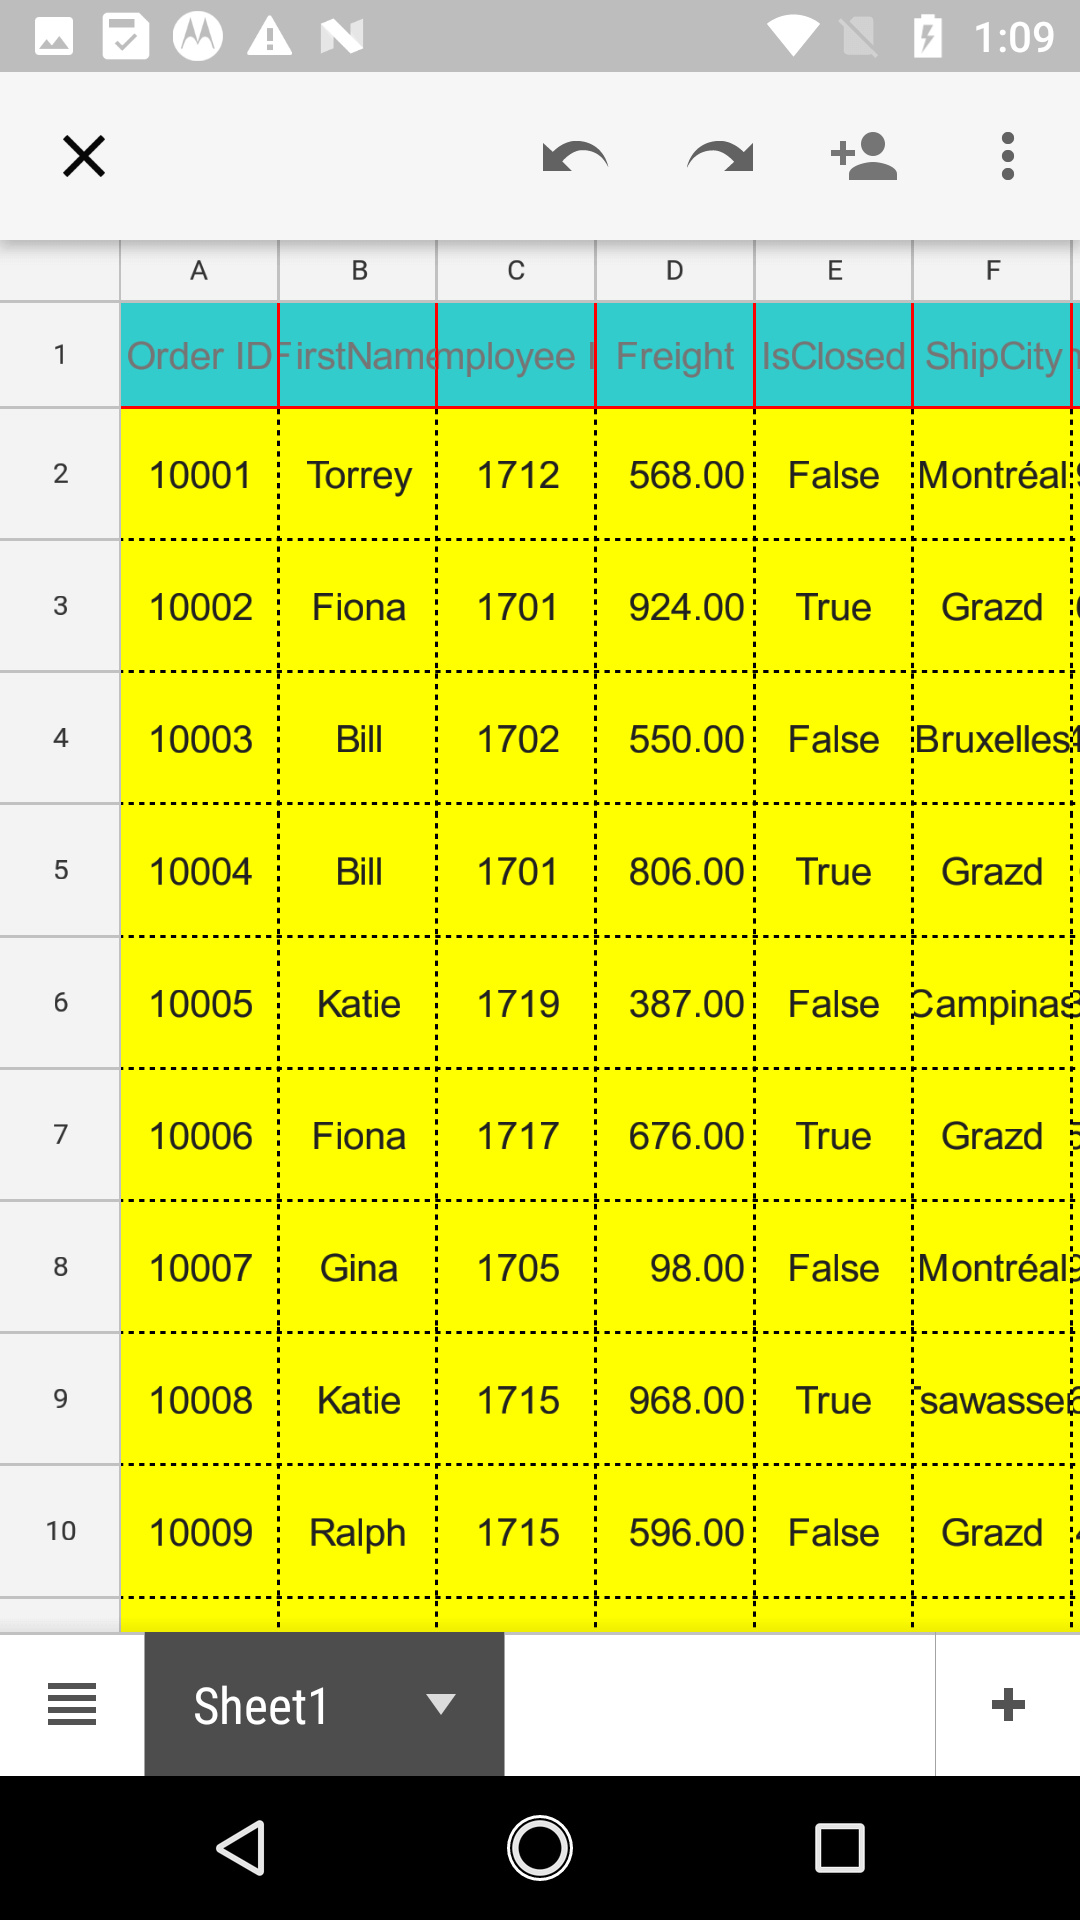 1:09
A B C D E F
1 Order ID FirstName mployee Freight IsClosed ShipCity
2 10001 Torrey 1712 568.00 False Montréal
3 10002 Fiona 1701 924.00 True Grazd
4 10003 Bill 1702 550.00 False Bruxelles
5 10004 Bill 1701 806.00 True Grazd
6 10005 Katie 1719 387.00 False Campinas
7 10006 Fiona 1717 676.00 True Grazd
8 10007 Gina 1705 98.00 False Montréal
9 10008 Katie 1715 968.00 True sawasse
10 10009 Ralph 1715 596.00 False Grazd
Sheet1